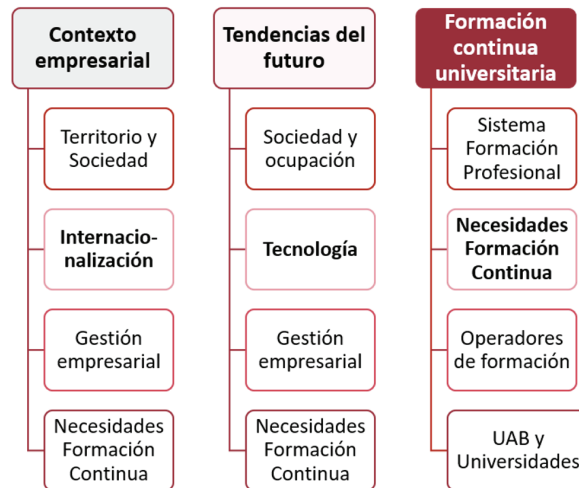 Contexto
empresarial
Territorio y
Sociedad
Internacio-
nalización
Gestión
empresarial
Necesidades
Formación
Continua
Tendencias del
futuro
Sociedad y
ocupación
Tecnología
Gestión
empresarial
Necesidades
Formación
Continua
Formación
continua
universitaria
Sistema
Formación
Profesional
Necesidades
Formación
Continua
Operadores
de formación
UAB y
Universidades